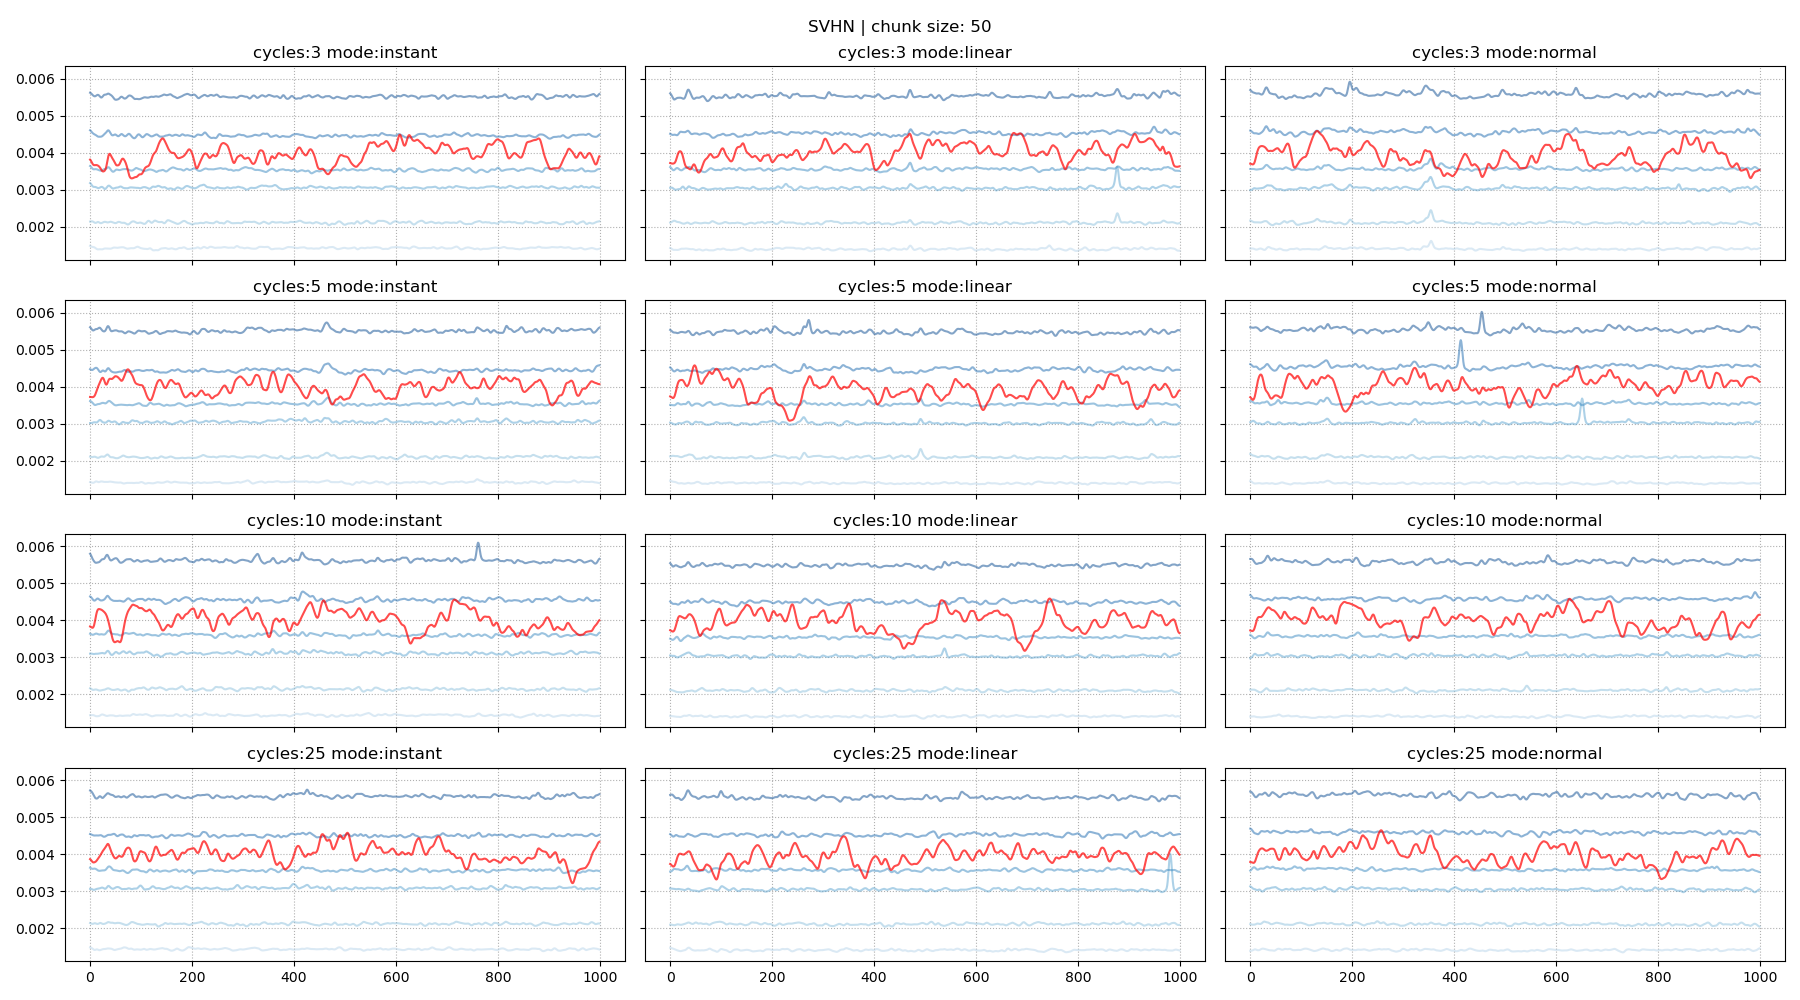 SVHN | chunk size: 50
cycles:3 mode:instant
cycles:3 mode:linear
cycles:3 mode:normal
0.006
0.005
0.004
0.003
0.002
cycles:5 mode:instant
cycles:5 mode:linear
cycles:5 mode:normal
0.006
0.005
0.004
0.003
0.002
cycles:10 mode:instant
cycles:10 mode:linear
cycles:10 mode:normal
0.006
0.005
0.004
0.003
0.002
cycles:25 mode:instant
cycles:25 mode:linear
cycles:25 mode:normal
0.006
0.005
0.004
0.003
0.002
0 200 400 600 800 1000
0 200 400 600 800 1000
0 200 400 600 800 1000